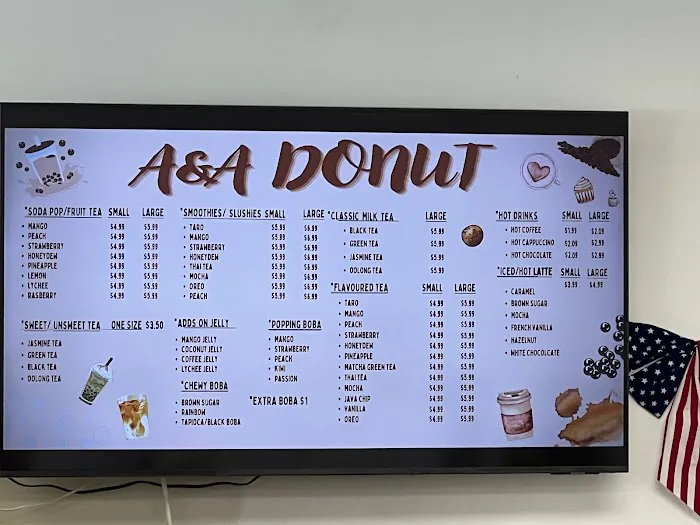 A&A DONUT
*SODA POP/FRUIT TEA SMALL LARGE
• MANGO $4.99 $5.99
• PEACH $4.99 $5.99
• STRAWBERRY $4.99 $5.99
• HONEYDEW $4.99 $5.99
• PINEAPPLE $4.99 $5.99
• LEMON $4.99 $5.99
• LYCHEE $4.99 $5.99
• RASBERRY $4.99 $5.99
*SWEET/ UNSWEET TEA ONE SIZE $3.50
• JASMINE TEA
• GREEN TEA
• BLACK TEA
• OOLONG TEA
*SMOOTHIES/ SLUSHIES SMALL LARGE
• TARO $5.99 $6.99
• MANGO $5.99 $6.99
• STRAWBERRY $5.99 $6.99
• HONEYDEW $5.99 $6.99
• THAI TEA $5.99 $6.99
• MOCHA $5.99 $6.99
• OREO $5.99 $6.99
• PEACH $5.99 $6.99
*ADDS ON JELLY
• MANGO JELLY
• COCONUT JELLY
• COFFEE JELLY
• LYCHEE JELLY
*CHEWY BOBA
• BROWN SUGAR
• RAINBOW
• TAPIOCA/BLACK BOBA
*POPPING BOBA
• MANGO
• STRAWBERRY
• PEACH
• KIWI
• PASSION
*EXTRA BOBA $1
*CLASSIC MILK TEA LARGE
• BLACK TEA $5.99
• GREEN TEA $5.99
• JASMINE TEA $5.99
• OOLONG TEA $5.99
*FLAVOURED TEA SMALL LARGE
• TARO $4.99 $5.99
• MANGO $4.99 $5.99
• PEACH $4.99 $5.99
• STRAWBERRY $4.99 $5.99
• HONEYDEW $4.99 $5.99
• PINEAPPLE $4.99 $5.99
• MATCHA GREEN TEA $4.99 $5.99
• THAI TEA $4.99 $5.99
• MOCHA $4.99 $5.99
• JAVA CHIP $4.99 $5.99
• VANILLA $4.99 $5.99
• OREO $4.99 $5.99
*HOT DRINKS SMALL LARGE
• HOT COFFEE $1.99 $2.09
• HOT CAPPUCCINO $2.09 $2.99
• HOT CHOCOLATE $2.09 $2.99
*ICED/HOT LATTE SMALL LARGE
$3.99 $4.99
• CARAMEL
• BROWN SUGAR
• MOCHA
• FRENCH VANILLA
• HAZELNUT
• WHITE CHOLCGATE